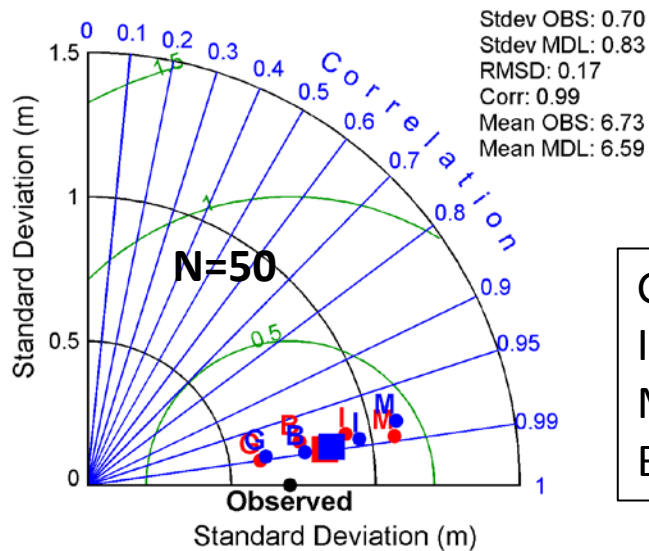 Stdev OBS: 0.70
Stdev MDL: 0.83
RMSD: 0.17
Corr: 0.99
Mean OBS: 6.73
Mean MDL: 6.59
Correlation
0 0.1 0.2 0.3 0.4 0.5 0.6 0.7 0.8 0.9 0.95 0.99 1
1.5
1
0.5
0
Standard Deviation (m)
1.5
1
0.5
N=50
G G B B I I M M
Observed
Standard Deviation (m)
I
M